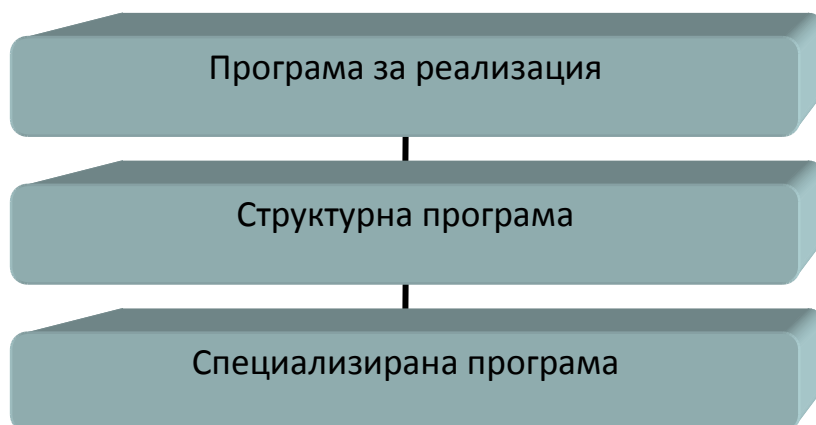 Програма за реализация
Структурна програма
Специализирана програма